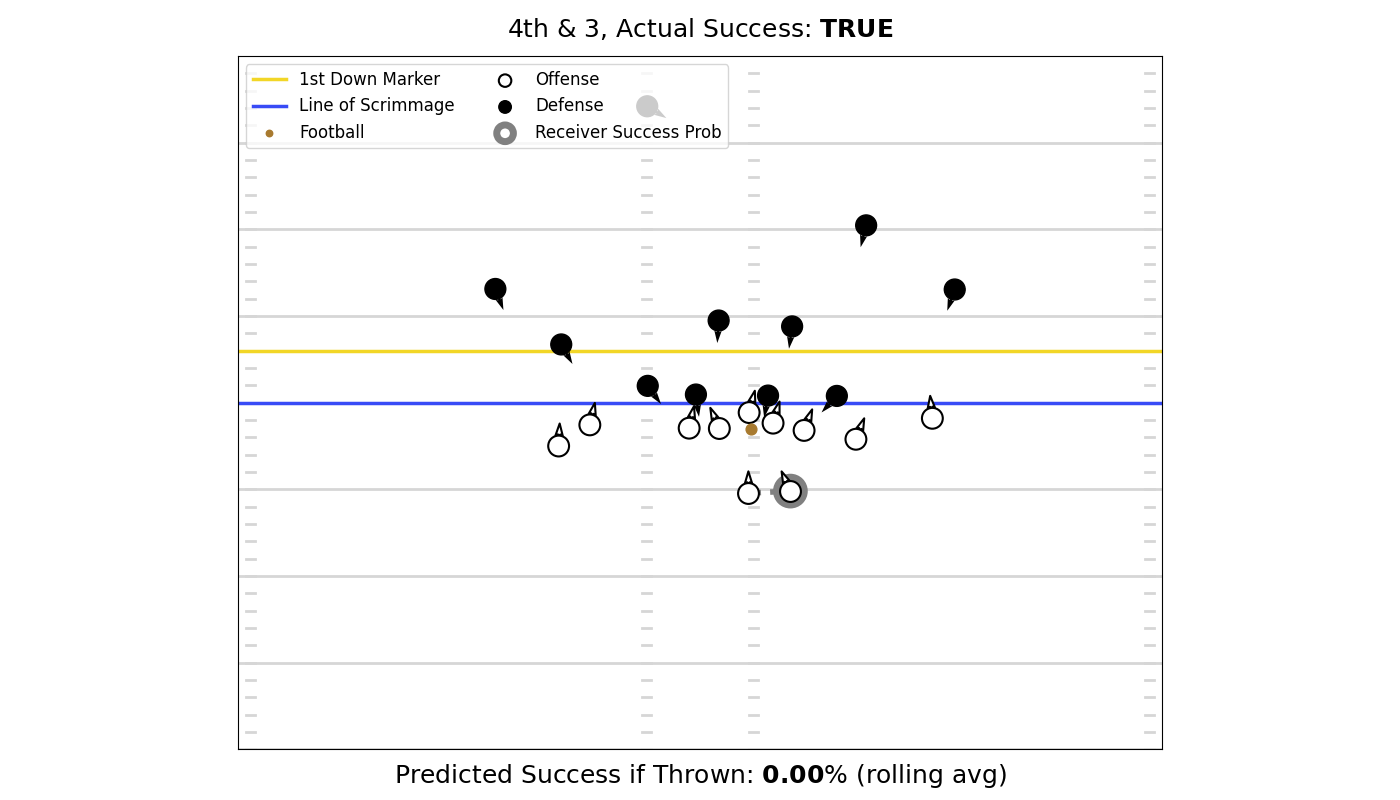 4th & 3, Actual Success: TRUE
1st Down Marker
Line of Scrimmage
Football
Offense
Defense
Receiver Success Prob
Predicted Success if Thrown: 0.00% (rolling avg)